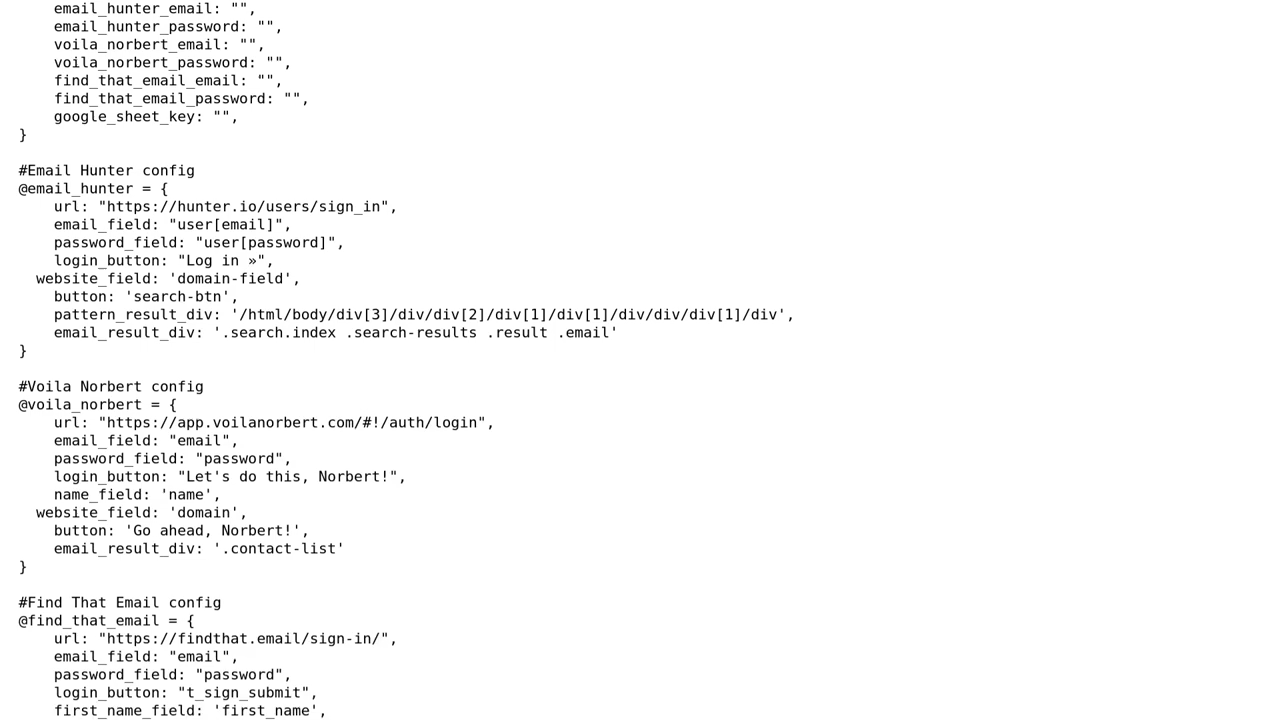 email_hunter_email: "",
    email_hunter_password: "",
    voila_norbert_email: "",
    voila_norbert_password: "",
    find_that_email_email: "",
    find_that_email_password: "",
    google_sheet_key: "",
}

#Email Hunter config
@email_hunter = {
    url: "https://hunter.io/users/sign_in",
    email_field: "user[email]",
    password_field: "user[password]",
    login_button: "Log in »",
  website_field: 'domain-field',
    button: 'search-btn',
    pattern_result_div: '/html/body/div[3]/div/div[2]/div[1]/div[1]/div/div/div[1]/div',
    email_result_div: '.search.index .search-results .result .email'
}

#Voila Norbert config
@voila_norbert = {
    url: "https://app.voilanorbert.com/#!/auth/login",
    email_field: "email",
    password_field: "password",
    login_button: "Let's do this, Norbert!",
    name_field: 'name',
  website_field: 'domain',
    button: 'Go ahead, Norbert!',
    email_result_div: '.contact-list'
}

#Find That Email config
@find_that_email = {
    url: "https://findthat.email/sign-in/",
    email_field: "email",
    password_field: "password",
    login_button: "t_sign_submit",
    first_name_field: 'first_name',